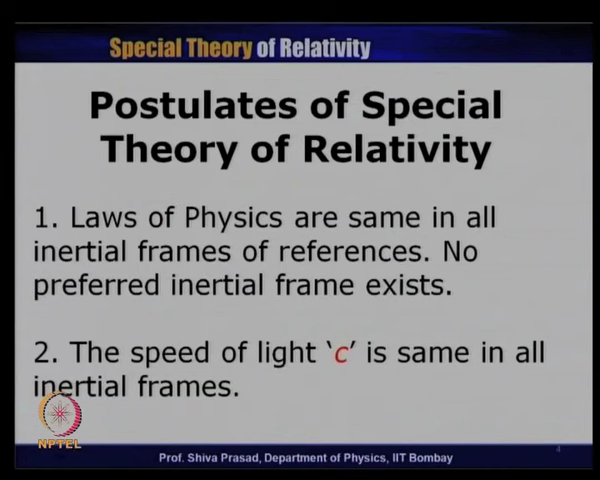 Special Theory of Relativity
Postulates of Special
Theory of Relativity
1. Laws of Physics are same in all
inertial frames of references. No
preferred inertial frame exists.
2. The speed of light ‘c’ is same in all
inertial frames.
NPTEL
Prof. Shiva Prasad, Department of Physics, IIT Bombay
4